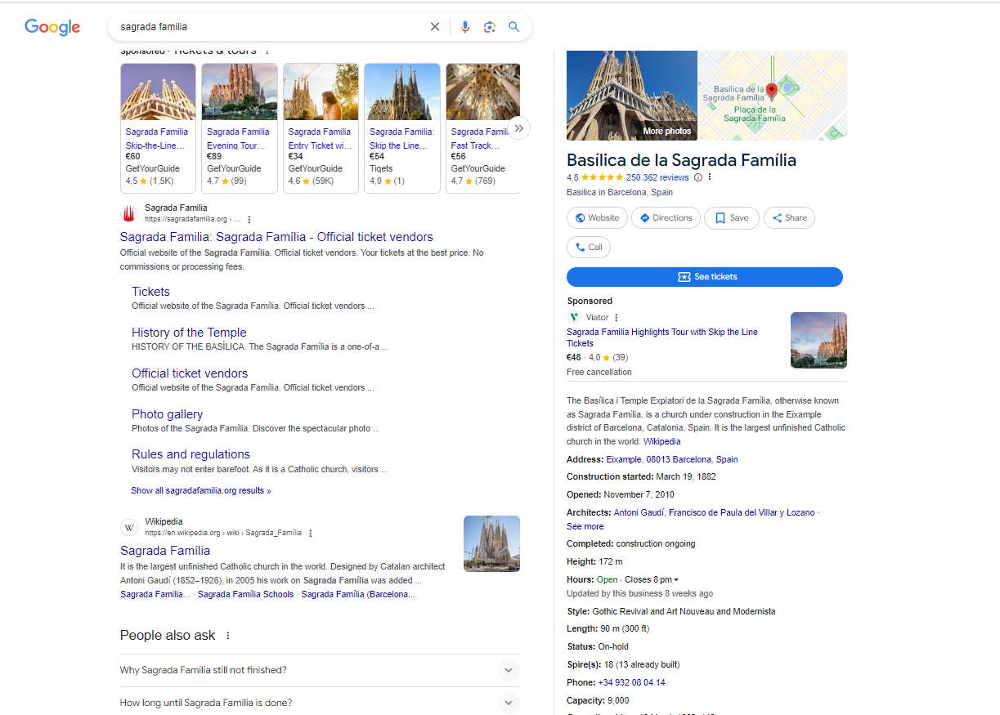 Google
sagrada familia
Sponsored · Tickets & tours
Sagrada Familia
Skip-the-Line...
€60
GetYourGuide
4,5 ★ (1,5K)
Sagrada Familia
Evening Tour...
€89
GetYourGuide
4,7 ★ (99)
Sagrada Familia
Entry Ticket wi...
€34
GetYourGuide
4,6 ★ (59K)
Sagrada Familia:
Skip the Line...
€54
Tiqets
4,0 ★ (1)
Sagrada Famil
Fast Track...
€56
GetYourGuide
4,7 ★ (769)
Sagrada Familia
https://sagradafamilia.org › ...
Sagrada Familia: Sagrada Família - Official ticket vendors
Official website of the Sagrada Família. Official ticket vendors. Your tickets at the best price. No
commissions or processing fees.
Tickets
Official website of the Sagrada Família. Official ticket vendors ...
History of the Temple
HISTORY OF THE BASÍLICA. The Sagrada Família is a one-of-a ...
Official ticket vendors
Official website of the Sagrada Família. Official ticket vendors ...
Photo gallery
Photos of the Sagrada Família. Discover the spectacular photo ...
Rules and regulations
Visitors may not enter barefoot. As it is a Catholic church, visitors ...
Show all sagradafamilia.org results »
W
Wikipedia
https://en.wikipedia.org › wiki › Sagrada_Família
Sagrada Família
It is the largest unfinished Catholic church in the world. Designed by Catalan architect
Antoni Gaudí (1852–1926), in 2005 his work on Sagrada Família was added ...
Sagrada Familia... · Sagrada Família Schools · Sagrada Família (Barcelona...
People also ask
Why Sagrada Familia still not finished?
How long until Sagrada Familia is done?
More photos
Basílica de la
Sagrada Família
Plaça de la
Sagrada Família
Basílica de la Sagrada Família
4,8 ★★★★★ 250.362 reviews
Basilica in Barcelona, Spain
Website
Directions
Save
Share
Call
See tickets
Sponsored
Viator
Sagrada Familia Highlights Tour with Skip the Line
Tickets
€48 · 4,0 ★ (39)
Free cancellation
The Basílica i Temple Expiatori de la Sagrada Família, otherwise known
as Sagrada Família, is a church under construction in the Eixample
district of Barcelona, Catalonia, Spain. It is the largest unfinished Catholic
church in the world. Wikipedia
Address: Eixample, 08013 Barcelona, Spain
Construction started: March 19, 1882
Opened: November 7, 2010
Architects: Antoni Gaudí, Francisco de Paula del Villar y Lozano ·
See more
Completed: construction ongoing
Height: 172 m
Hours: Open · Closes 8 pm
Updated by this business 8 weeks ago
Style: Gothic Revival and Art Nouveau and Modernista
Length: 90 m (300 ft)
Status: On-hold
Spire(s): 18 (13 already built)
Phone: +34 932 08 04 14
Capacity: 9,000